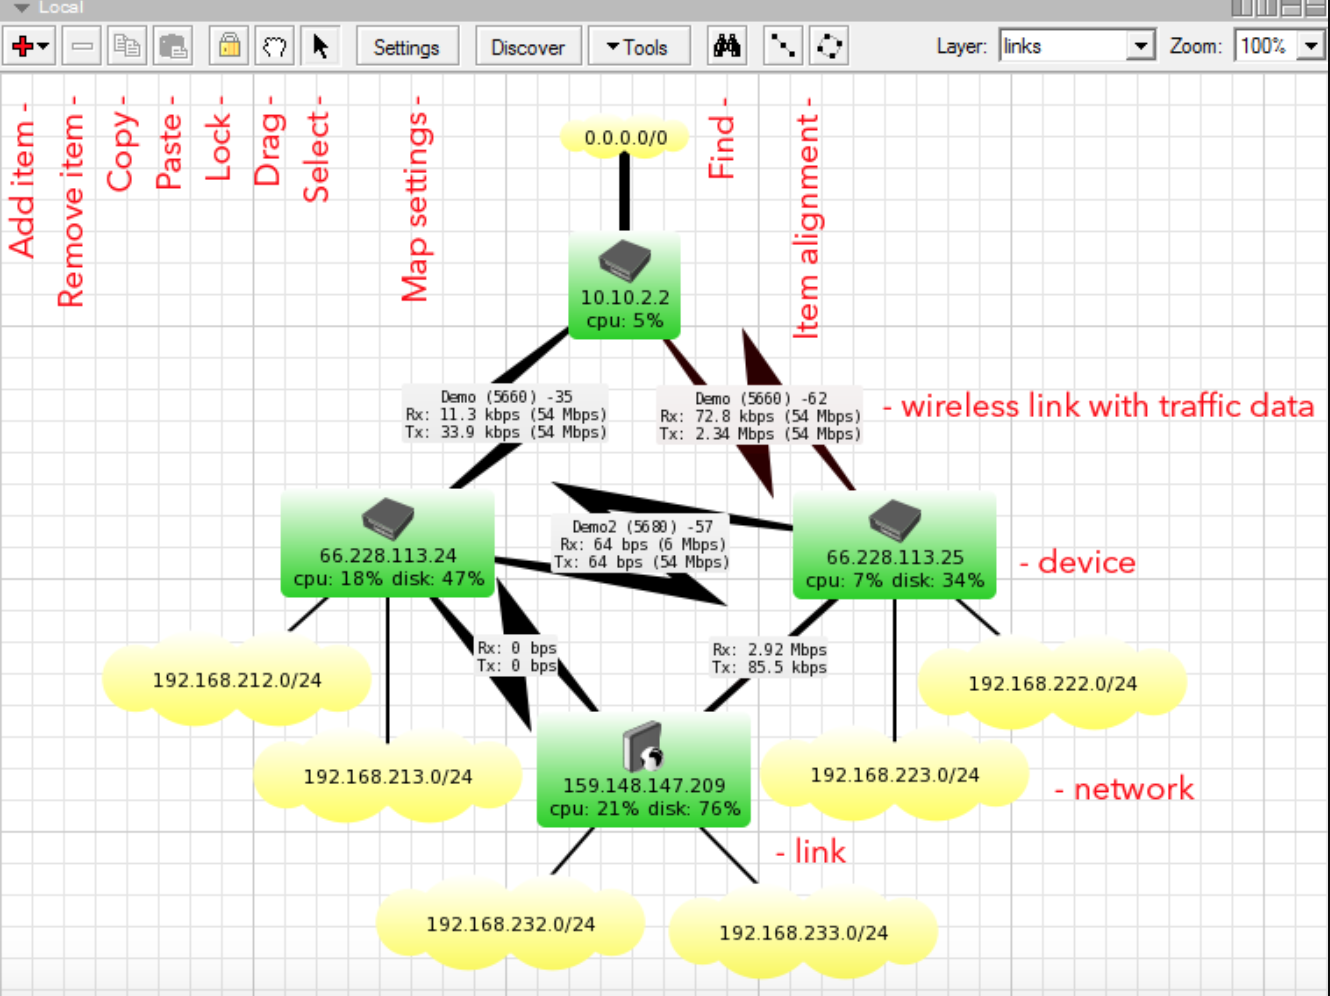 Local
Settings
Discover
Tools
Layer:
links
Zoom:
100%
Add item -
Remove item -
Copy -
Paste -
Lock -
Drag -
Select -
Map settings -
Find -
Item alignment -
0.0.0.0/0
10.10.2.2
cpu: 5%
Demo (5660) -35
Rx: 11.3 kbps (54 Mbps)
Tx: 33.9 kbps (54 Mbps)
Demo (5660) -62
Rx: 72.8 kbps (54 Mbps)
Tx: 2.34 Mbps (54 Mbps)
- wireless link with traffic data
66.228.113.24
cpu: 18% disk: 47%
Demo2 (5680) -57
Rx: 64 bps (6 Mbps)
Tx: 64 bps (54 Mbps)
66.228.113.25
cpu: 7% disk: 34%
- device
Rx: 0 bps
Tx: 0 bps
Rx: 2.92 Mbps
Tx: 85.5 kbps
192.168.212.0/24
192.168.222.0/24
192.168.213.0/24
159.148.147.209
cpu: 21% disk: 76%
192.168.223.0/24
- network
- link
192.168.232.0/24
192.168.233.0/24